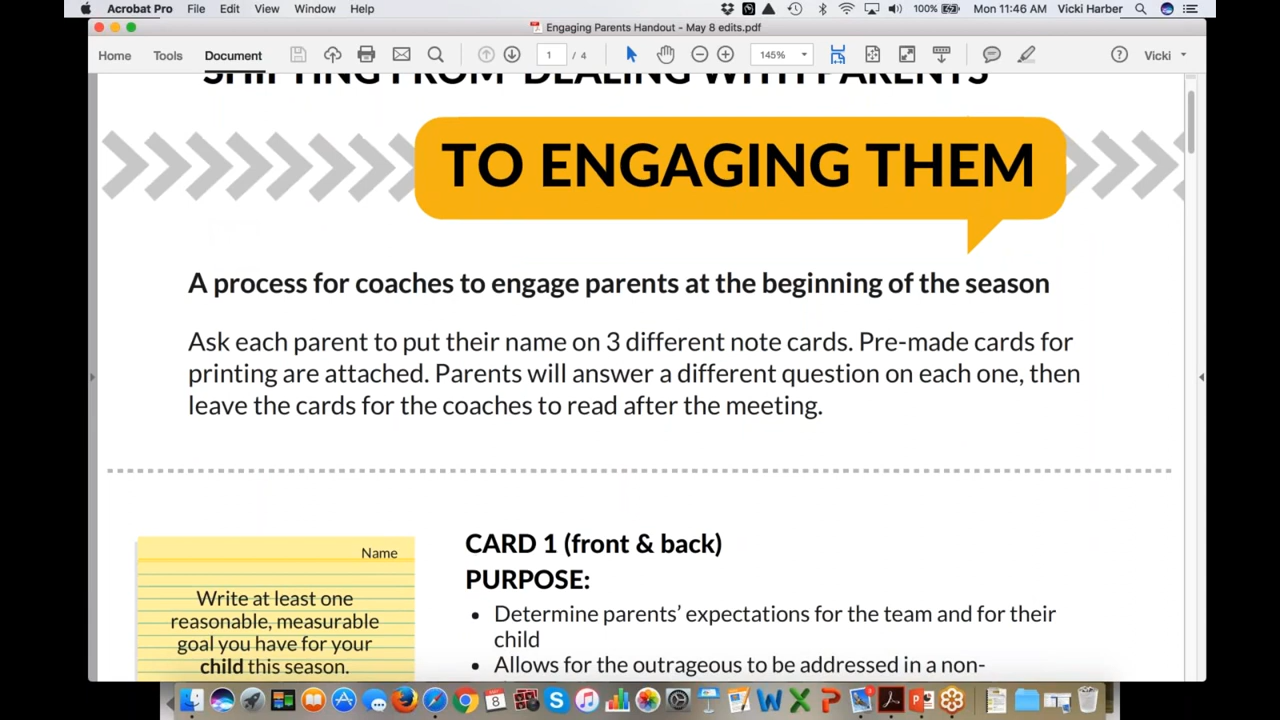 Acrobat Pro File Edit View Window Help 100% Mon 11:46 AM Vicki Harber
Engaging Parents Handout - May 8 edits.pdf
Home Tools Document 1 / 4 145% Vicki
SHIFTING FROM DEALING WITH PARENTS
TO ENGAGING THEM
A process for coaches to engage parents at the beginning of the season
Ask each parent to put their name on 3 different note cards. Pre-made cards for
printing are attached. Parents will answer a different question on each one, then
leave the cards for the coaches to read after the meeting.
Name
Write at least one
reasonable, measurable
goal you have for your
child this season.
CARD 1 (front & back)
PURPOSE:
• Determine parents’ expectations for the team and for their
child
• Allows for the outrageous to be addressed in a non-